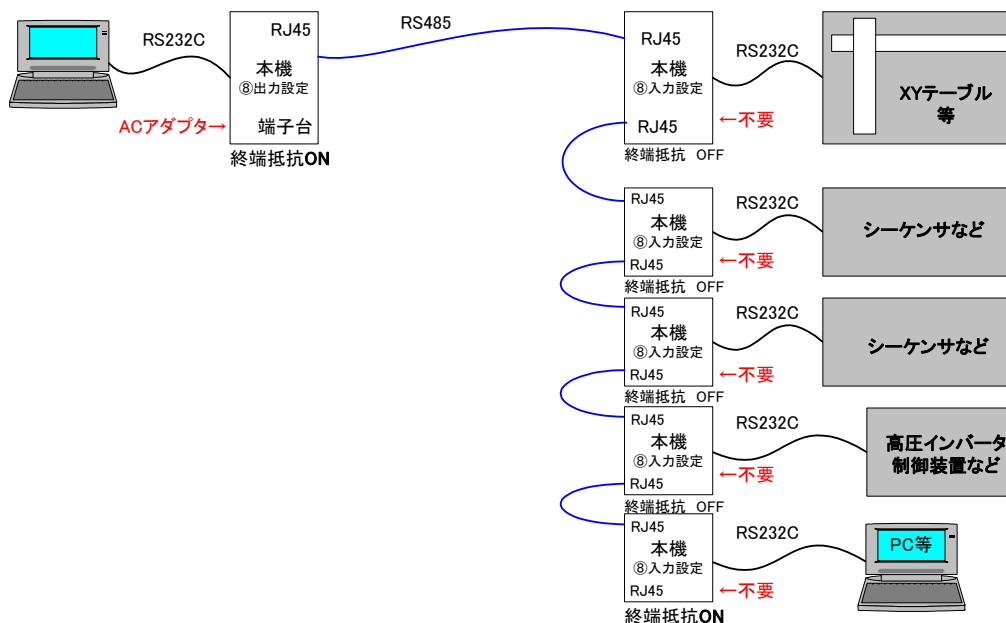 RS232C
RJ45
本機
⑧出力設定
端子台
ACアダプタ→
終端抵抗ON
RS485
RJ45
本機
⑧入力設定
RJ45
終端抵抗 OFF
RS232C
←不要
XYテーブル
等
RJ45
本機
⑧入力設定
RJ45
終端抵抗 OFF
RS232C
←不要
シーケンサなど
RJ45
本機
⑧入力設定
RJ45
終端抵抗 OFF
RS232C
←不要
シーケンサなど
RJ45
本機
⑧入力設定
RJ45
終端抵抗 OFF
RS232C
←不要
高圧インバータ
制御装置など
RJ45
本機
⑧入力設定
RJ45
終端抵抗ON
RS232C
←不要
PC等